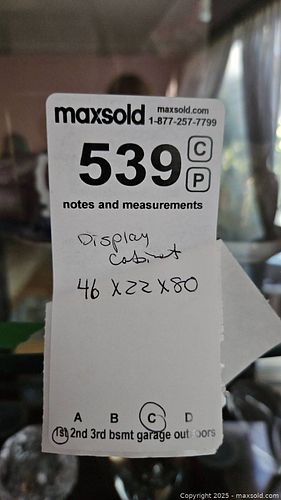 maxsold maxsold.com
1-877-257-7799
539 C
P
notes and measurements
Display
Cabinet
46 x 22 x 80
A B C D
1st 2nd 3rd bsmt garage outdoors
Copyright 2025 - maxsold.com